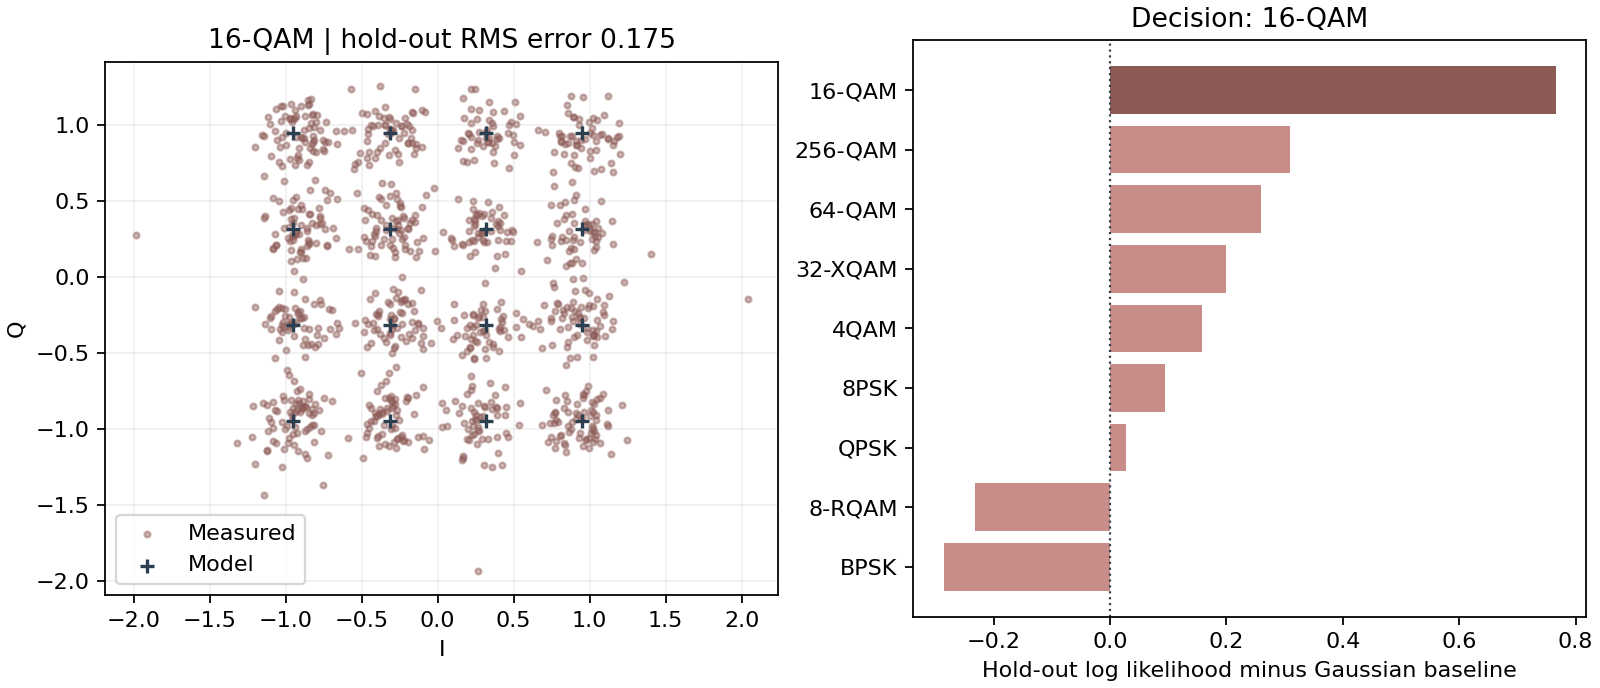 16-QAM | hold-out RMS error 0.175
Q
1.0
0.5
0.0
−0.5
−1.0
−1.5
−2.0
Measured
Model
−2.0 −1.5 −1.0 −0.5 0.0 0.5 1.0 1.5 2.0
I
Decision: 16-QAM
16-QAM
256-QAM
64-QAM
32-XQAM
4QAM
8PSK
QPSK
8-RQAM
BPSK
−0.2 0.0 0.2 0.4 0.6 0.8
Hold-out log likelihood minus Gaussian baseline